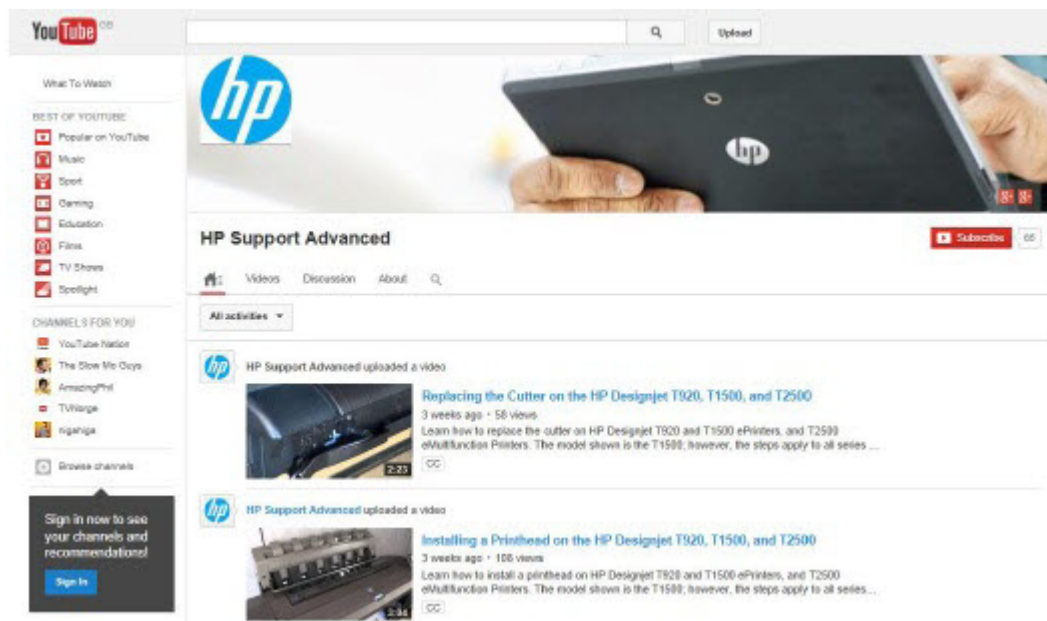 YouTube GB
Upload
hp
hp
What To Watch
BEST OF YOUTUBE
Popular on YouTube
Music
Sport
Gaming
Education
Films
TV Shows
Spotlight
CHANNELS FOR YOU
YouTube Nation
The Slow Mo Guys
AmazingPhil
TVNorge
nigahiga
Browse channels
Sign in now to see
your channels and
recommendations!
Sign In
g+ g+
HP Support Advanced
Subscribe
Videos Discussion About
All activities
hp HP Support Advanced uploaded a video
Replacing the Cutter on the HP Designjet T920, T1500, and T2500
3 weeks ago • 58 views
Learn how to replace the cutter on HP Designjet T920 and T1500 ePrinters, and T2500
eMultifunction Printers. The model shown is the T1500; however, the steps apply to all series ...
2:23 CC
hp HP Support Advanced uploaded a video
Installing a Printhead on the HP Designjet T920, T1500, and T2500
3 weeks ago • 106 views
Learn how to install a printhead on HP Designjet T920 and T1500 ePrinters, and T2500
eMultifunction Printers. The model shown is the T1500; however, the steps apply to all series...
CC